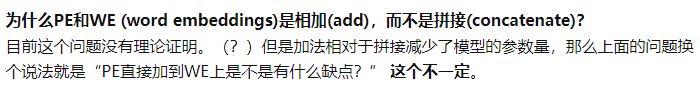 为什么PE和WE (word embeddings)是相加(add)，而不是拼接(concatenate)?
目前这个问题没有理论证明。（？）但是加法相对于拼接减少了模型的参数量，那么上面的问题换
个说法就是“PE直接加到WE上是不是有什么缺点？” 这个不一定。